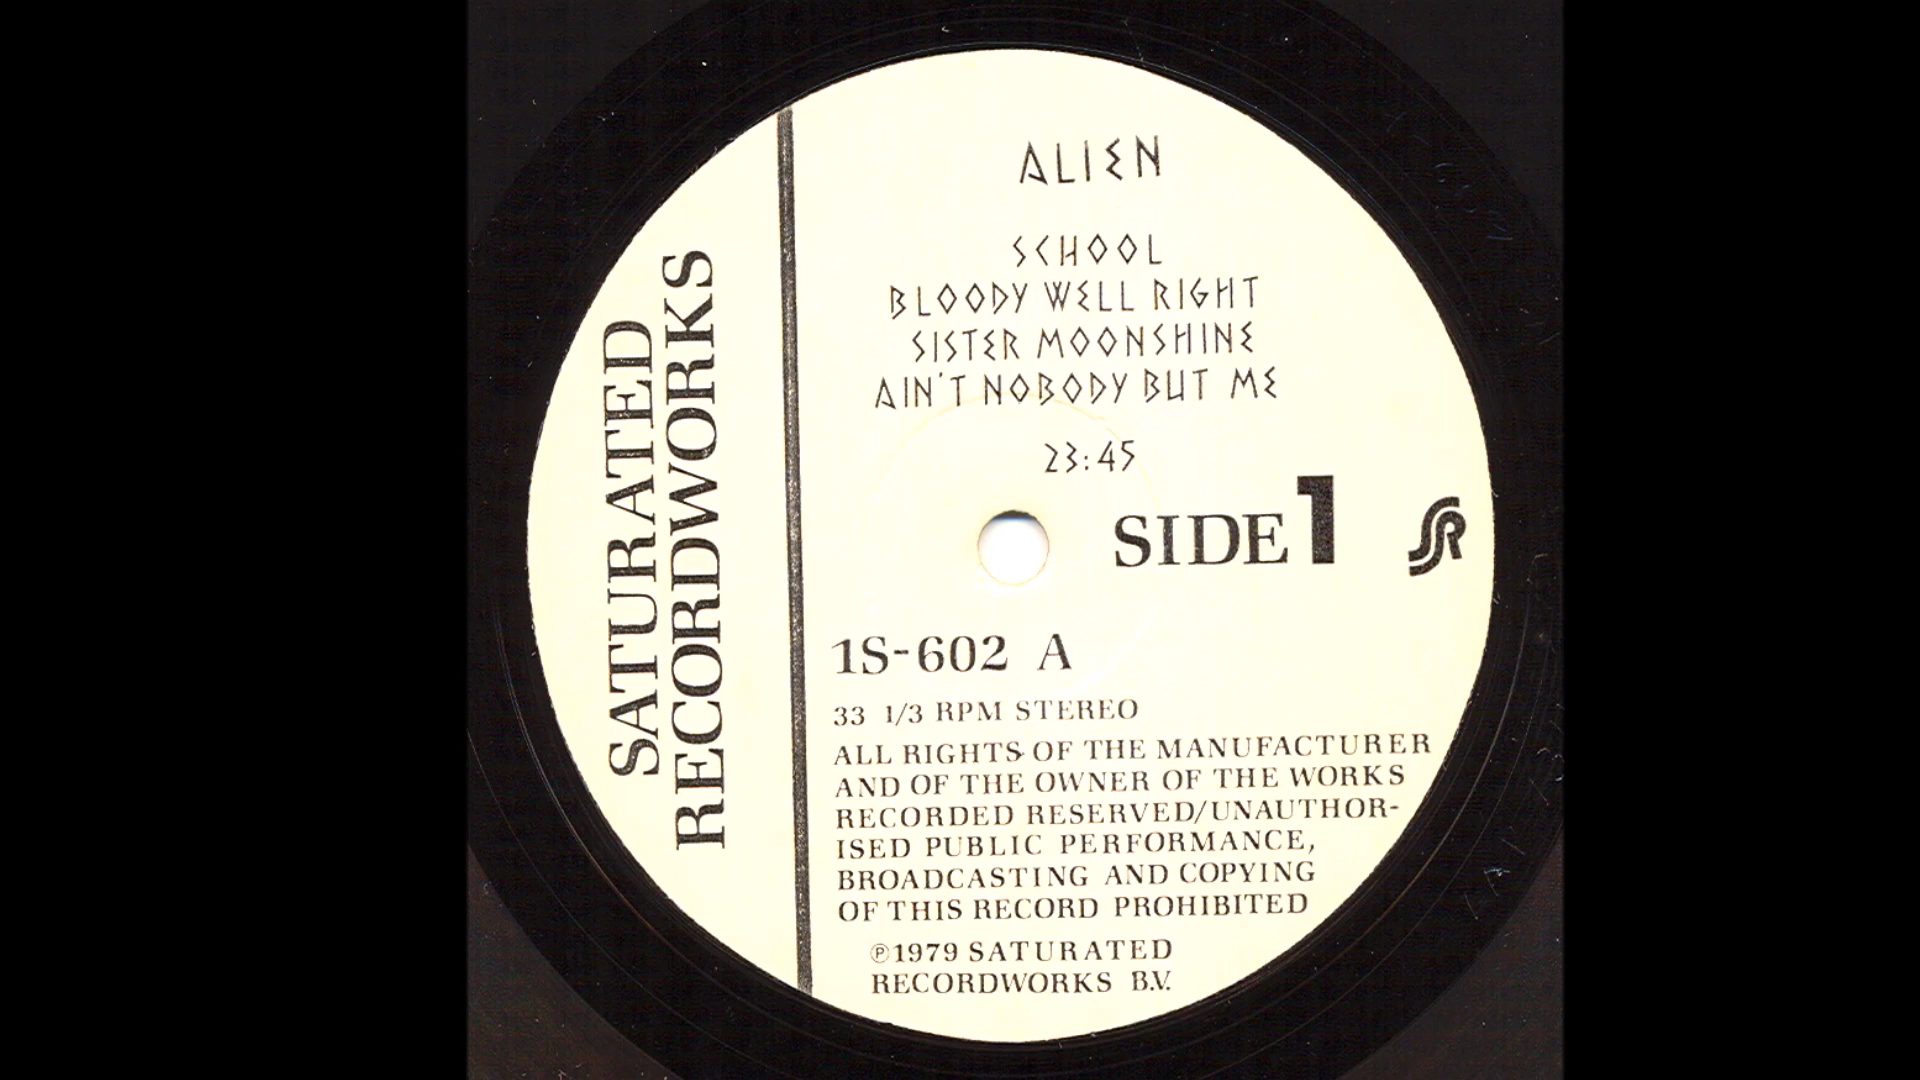 SATURATED
RECORDWORKS
ALIEN
SCHOOL
BLOODY WELL RIGHT
SISTER MOONSHINE
AIN'T NOBODY BUT ME
23:45
SIDE 1
SR
1S-602 A
33 1/3 RPM STEREO
ALL RIGHTS OF THE MANUFACTURER
AND OF THE OWNER OF THE WORKS
RECORDED RESERVED/UNAUTHOR-
ISED PUBLIC PERFORMANCE,
BROADCASTING AND COPYING
OF THIS RECORD PROHIBITED
℗1979 SATURATED
RECORDWORKS B.V.